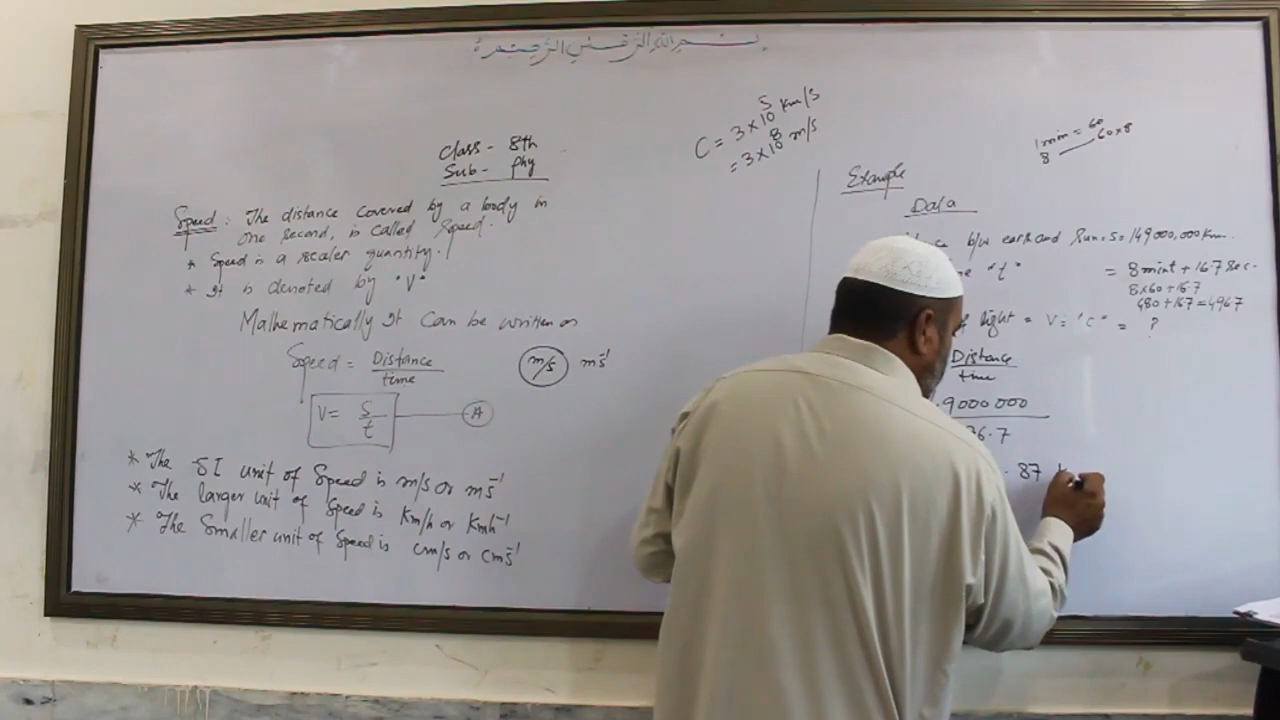 بسم الله الرحمن الرحيم
Class - 8th
Sub - Phy
Speed : The distance covered by a body in
one second, is called Speed.
* Speed is a scaler quantity.
* It is denoted by "V"
Mathematically It can be written as
Speed = Distance / time
m/s ms⁻¹
V = S / t A
* The SI unit of Speed is m/s or ms⁻¹
* The larger unit of Speed is Km/h or Kmh⁻¹
* The Smaller unit of Speed is cm/s or cms⁻¹
C = 3 × 10⁵ Km/s
= 3 × 10⁸ m/s
1 min = 60
8 60×8
Example
Data
b/w earth and Sun = S = 149000,000 Km
"t" = 8 mint + 16.7 Sec.
8×60 + 16.7
480 + 16.7 = 496.7
light = V = "C" = ?
Distance / time
9000 000
6.7
. 87